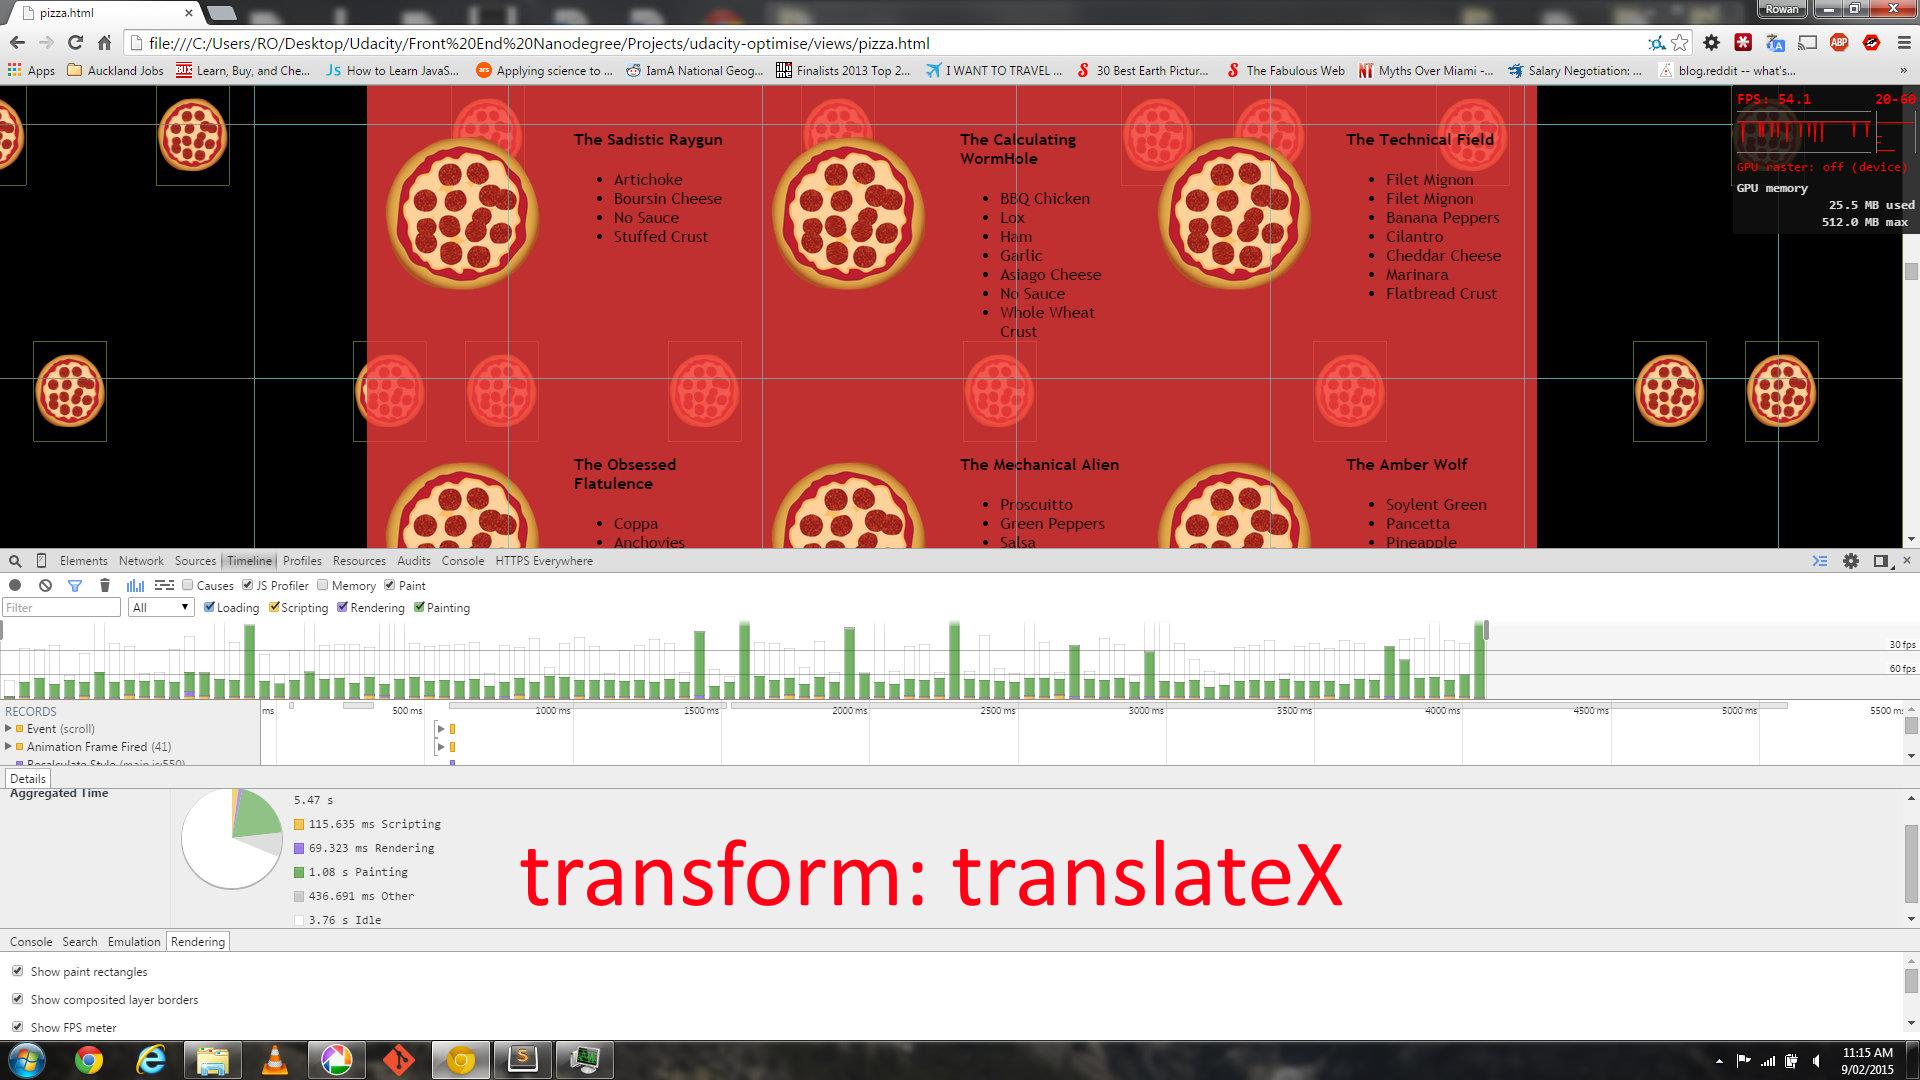 pizza.html
Rowan
file:///C:/Users/RO/Desktop/Udacity/Front%20End%20Nanodegree/Projects/udacity-optimise/views/pizza.html
ABP
Apps
Auckland Jobs
Learn, Buy, and Che...
JS How to Learn JavaS...
ars Applying science to ...
IamA National Geog...
Finalists 2013 Top 2...
I WANT TO TRAVEL ...
S 30 Best Earth Pictur...
S The Fabulous Web
NT Myths Over Miami -...
Salary Negotiation: ...
blog.reddit -- what's...
»
FPS: 54.1 20-60
GPU raster: off (device)
GPU memory
25.5 MB used
512.0 MB max
The Sadistic Raygun
• Artichoke
• Boursin Cheese
• No Sauce
• Stuffed Crust
The Calculating
WormHole
• BBQ Chicken
• Lox
• Ham
• Garlic
• Asiago Cheese
• No Sauce
• Whole Wheat
Crust
The Technical Field
• Filet Mignon
• Filet Mignon
• Banana Peppers
• Cilantro
• Cheddar Cheese
• Marinara
• Flatbread Crust
The Obsessed
Flatulence
• Coppa
• Anchovies
The Mechanical Alien
• Proscuitto
• Green Peppers
• Salsa
The Amber Wolf
• Soylent Green
• Pancetta
• Pineapple
Elements Network Sources Timeline Profiles Resources Audits Console HTTPS Everywhere
Causes JS Profiler Memory Paint
Filter All Loading Scripting Rendering Painting
30 fps
60 fps
RECORDS
ms 500 ms 1000 ms 1500 ms 2000 ms 2500 ms 3000 ms 3500 ms 4000 ms 4500 ms 5000 ms 5500 ms
Event (scroll)
Animation Frame Fired (41)
Recalculate Style (main.js:550)
Details
Aggregated Time
5.47 s
115.635 ms Scripting
69.323 ms Rendering
1.08 s Painting
436.691 ms Other
3.76 s Idle
transform: translateX
Console Search Emulation Rendering
Show paint rectangles
Show composited layer borders
Show FPS meter
S
11:15 AM
9/02/2015